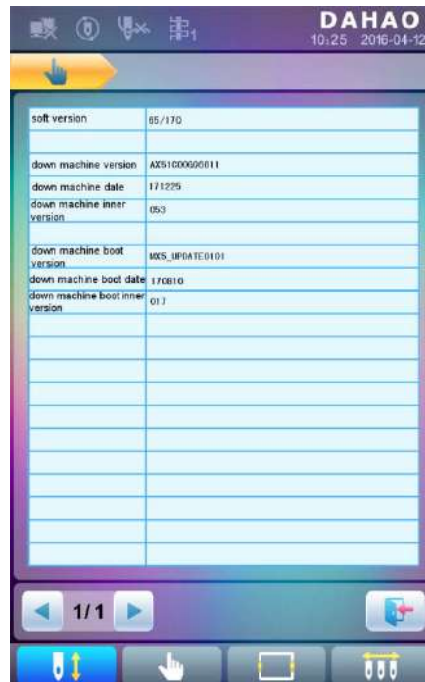 串1
DAHAO
10:25 2016-04-12
soft version 65/170
down machine version AX51C00G00011
down machine date 171225
down machine inner
version 053
down machine boot
version MX5_UPDATE0101
down machine boot date 170810
down machine boot inner
version 017
1/1